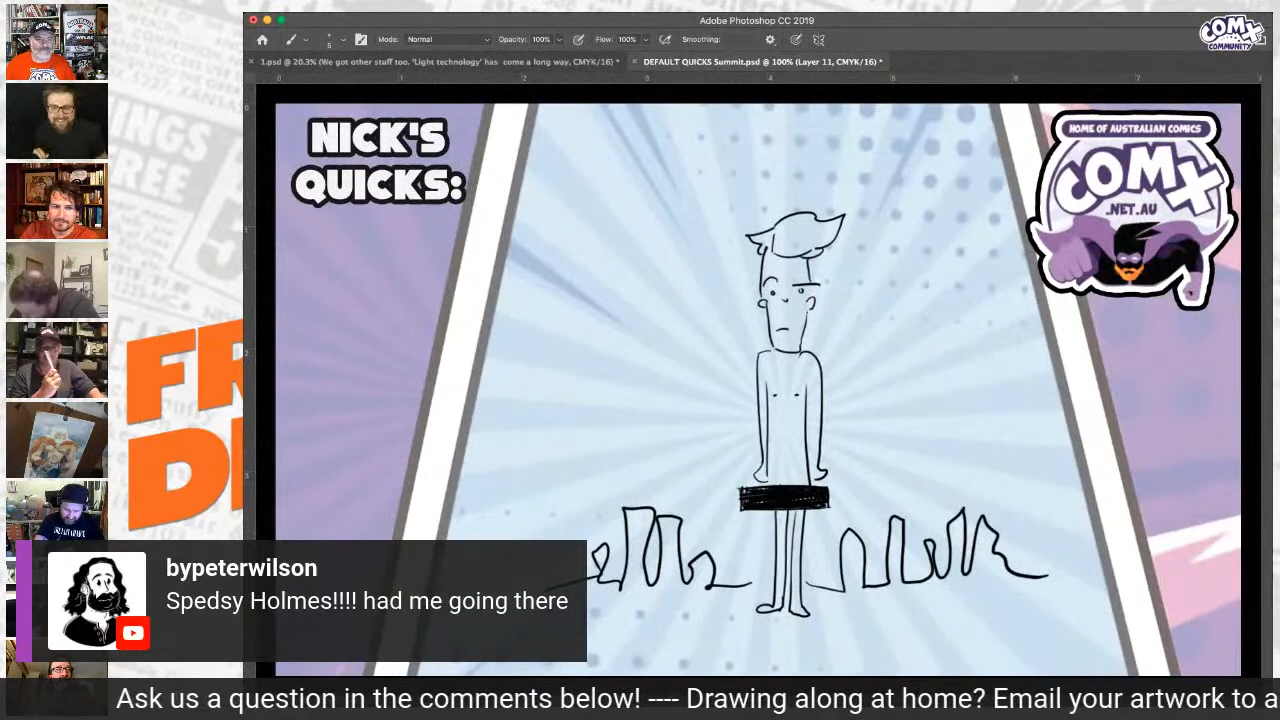 Adobe Photoshop CC 2019
Mode: Normal Opacity: 100% Flow: 100% Smoothing:
1.psd @ 20.3% (We got other stuff too, 'Light technology' has come a long way, CMYK/16) *
DEFAULT QUICKS Summit.psd @ 100% (Layer 11, CMYK/16) *
COMX
COMMUNITY
NICK'S
QUICKS:
HOME OF AUSTRALIAN COMICS
COMX
.NET.AU
FR
bypeterwilson
Spedsy Holmes!!!! had me going there
Ask us a question in the comments below! ---- Drawing along at home? Email your artwork to a